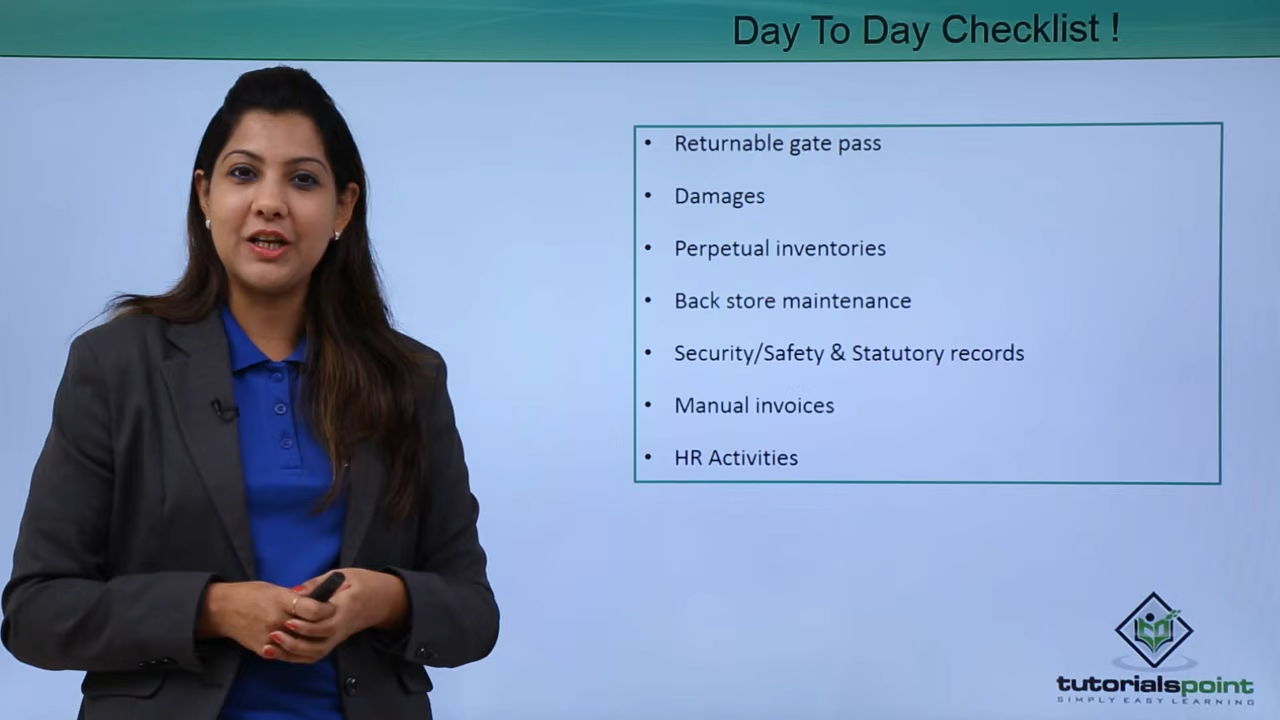 Day To Day Checklist !
• Returnable gate pass
• Damages
• Perpetual inventories
• Back store maintenance
• Security/Safety & Statutory records
• Manual invoices
• HR Activities
tutorialspoint
SIMPLY EASY LEARNING